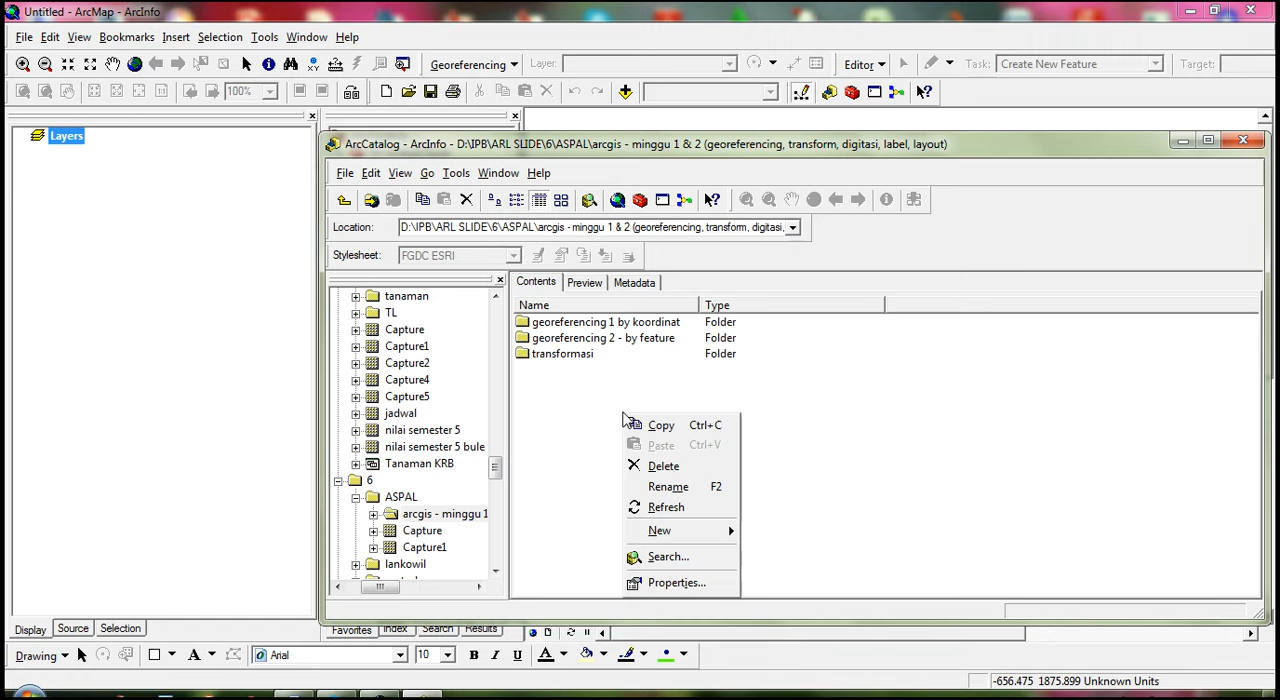 Untitled - ArcMap - ArcInfo
File Edit View Bookmarks Insert Selection Tools Window Help
Georeferencing Layer: Editor Task: Create New Feature Target:
100%
Layers
ArcCatalog - ArcInfo - D:\IPB\ARL SLIDE\6\ASPAL\arcgis - minggu 1 & 2 (georeferencing, transform, digitasi, label, layout)
File Edit View Go Tools Window Help
Location: D:\IPB\ARL SLIDE\6\ASPAL\arcgis - minggu 1 & 2 (georeferencing, transform, digitasi,
Stylesheet: FGDC ESRI
Contents Preview Metadata
Name Type
georeferencing 1 by koordinat Folder
georeferencing 2 - by feature Folder
transformasi Folder
tanaman
TL
Capture
Capture1
Capture2
Capture4
Capture5
jadwal
nilai semester 5
nilai semester 5 bule
Tanaman KRB
6
ASPAL
arcgis - minggu 1
Capture
Capture1
lankowil
Copy Ctrl+C
Paste Ctrl+V
Delete
Rename F2
Refresh
New
Search...
Properties...
Display Source Selection
Favorites Index Search Results
Drawing Arial 10 B I U A
-656.475 1875.899 Unknown Units